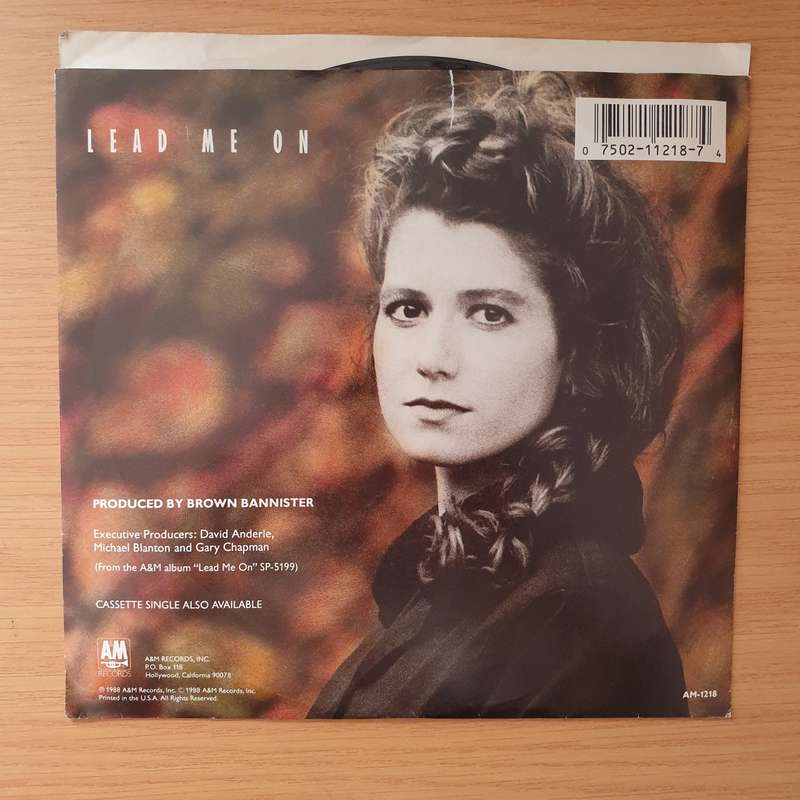 LEAD ME ON
0 7502-11218-7 4
PRODUCED BY BROWN BANNISTER
Executive Producers: David Anderle,
Michael Blanton and Gary Chapman
(From the A&M album "Lead Me On" SP-5199)
CASSETTE SINGLE ALSO AVAILABLE
AM
RECORDS
A&M RECORDS, INC.
P.O. Box 118
Hollywood, California 90078
℗ 1988 A&M Records, Inc. © 1988 A&M Records, Inc.
Printed in the U.S.A. All Rights Reserved.
AM-1218